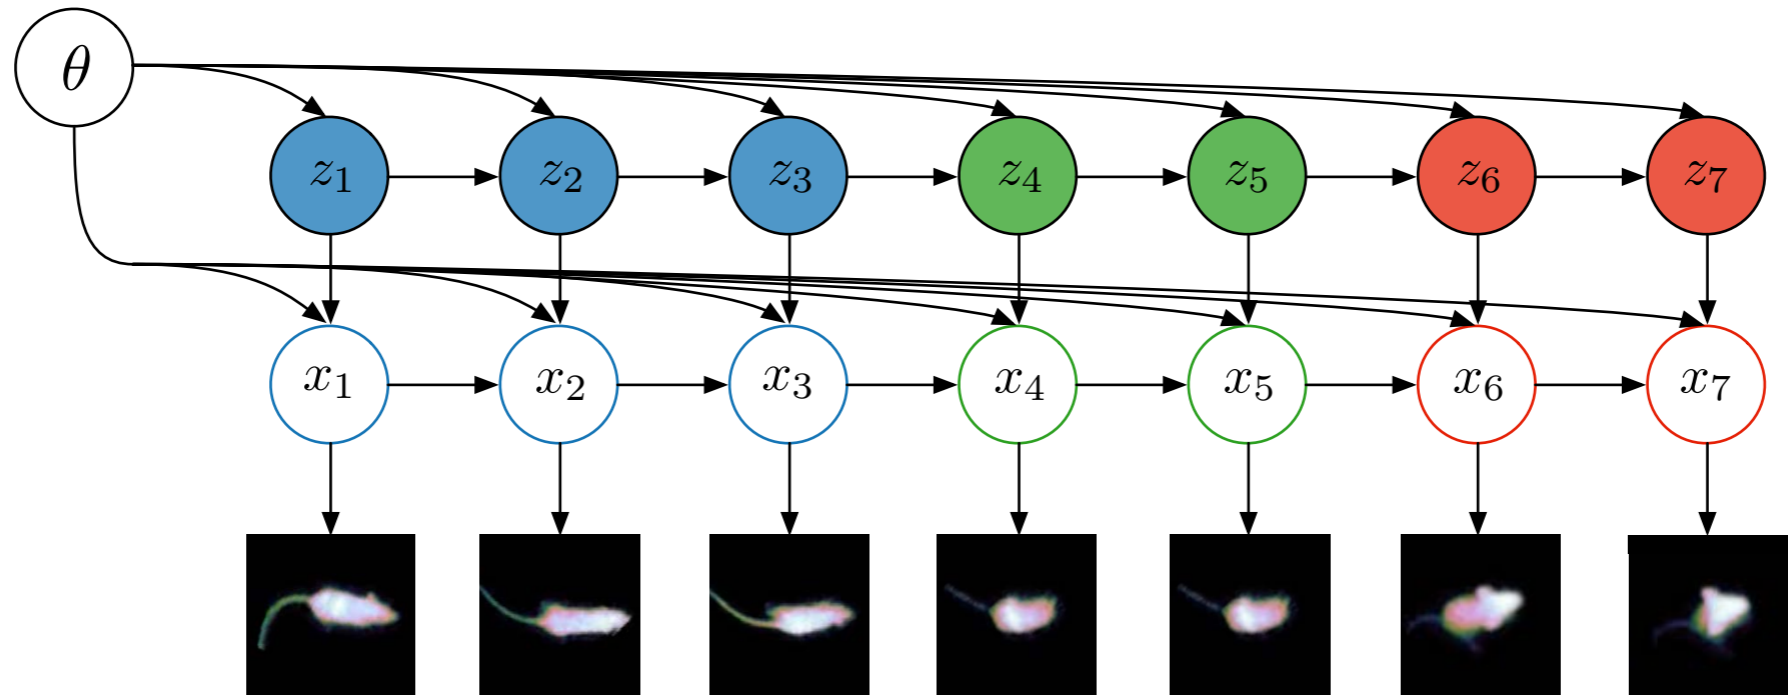 θ
z₁ z₂ z₃ z₄ z₅ z₆ z₇
x₁ x₂ x₃ x₄ x₅ x₆ x₇